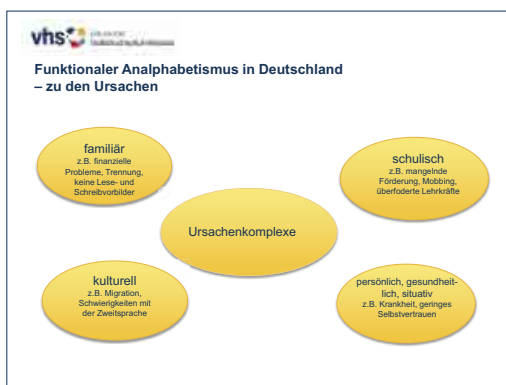 vhs
Funktionaler Analphabetismus in Deutschland
– zu den Ursachen
familiär
z.B. finanzielle
Probleme, Trennung,
keine Lese- und
Schreibvorbilder
schulisch
z.B. mangelnde
Förderung, Mobbing,
überfoderte Lehrkräfte
Ursachenkomplexe
kulturell
z.B. Migration,
Schwierigkeiten mit
der Zweitsprache
persönlich, gesundheit-
lich, situativ
z.B. Krankheit, geringes
Selbstvertrauen